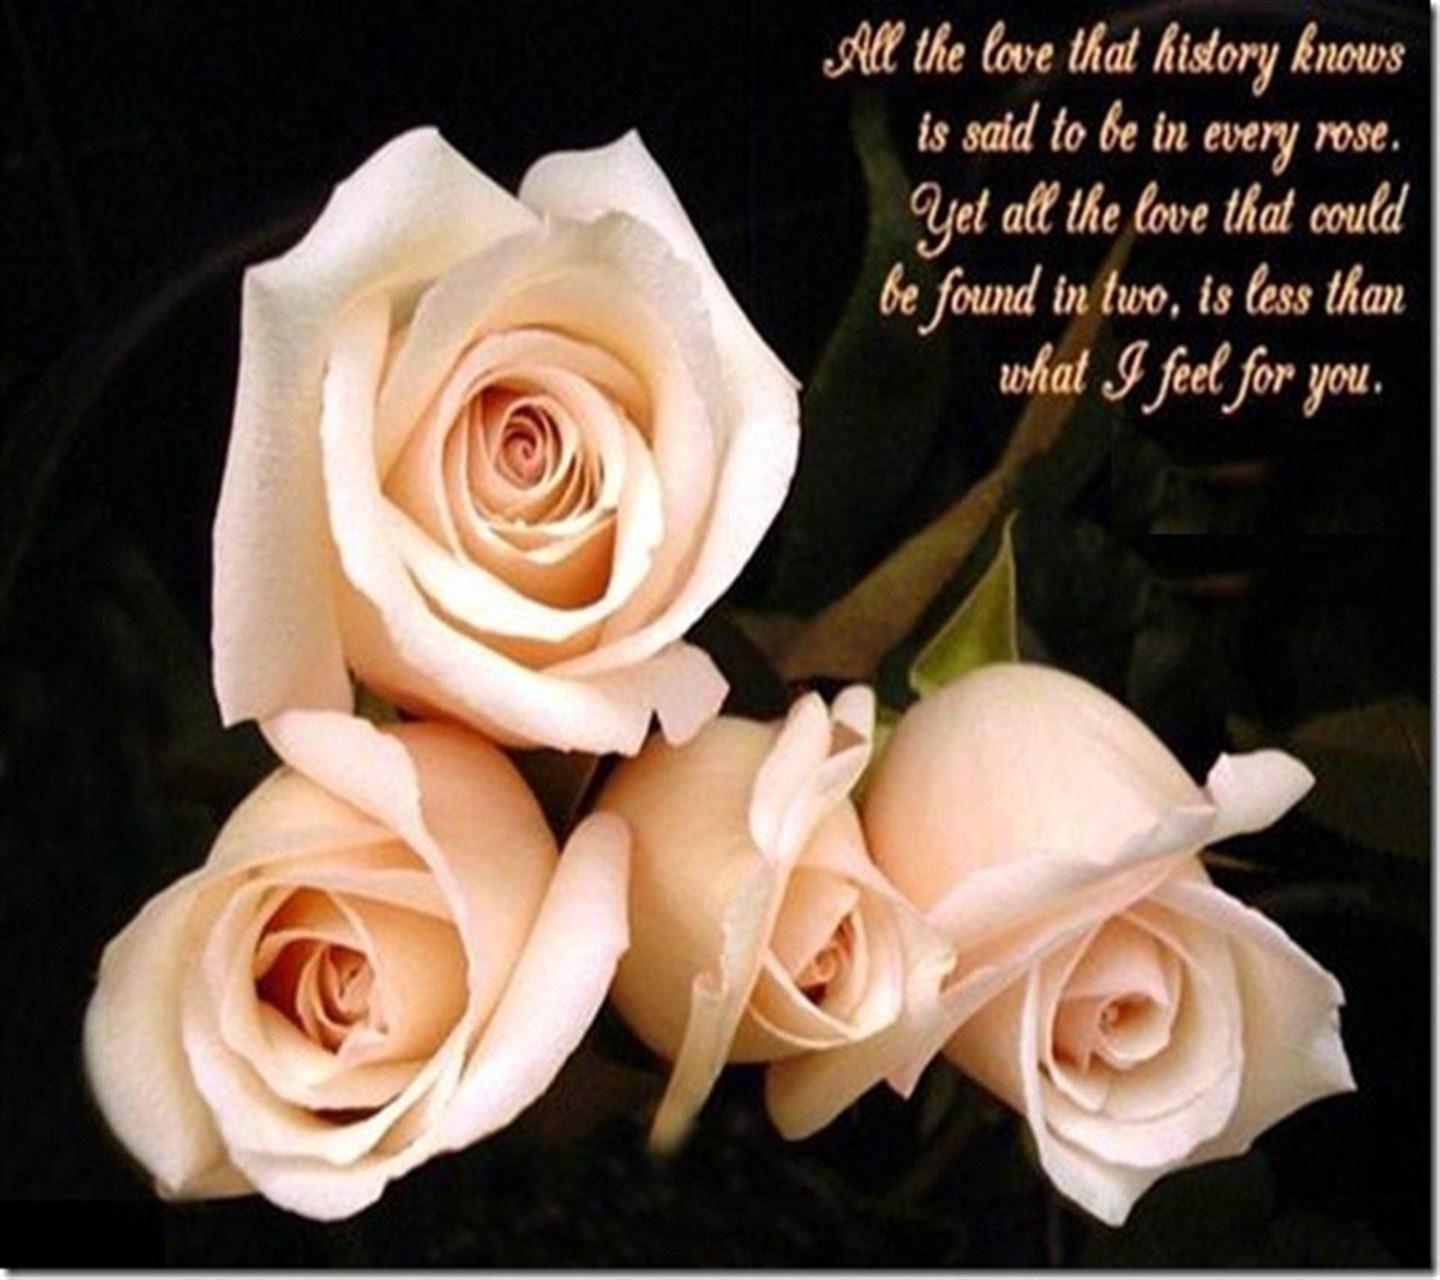 All the love that history knows
is said to be in every rose.
Yet all the love that could
be found in two, is less than
what I feel for you.